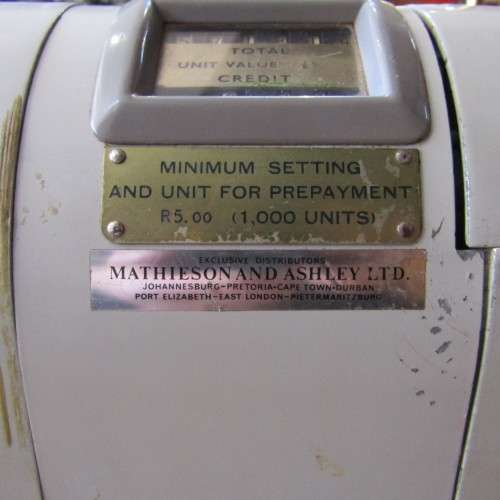 TOTAL
UNIT VALUE
CREDIT
MINIMUM SETTING
AND UNIT FOR PREPAYMENT
R5.00 (1,000 UNITS)
EXCLUSIVE DISTRIBUTORS
MATHIESON AND ASHLEY LTD.
JOHANNESBURG-PRETORIA-CAPE TOWN-DURBAN
PORT ELIZABETH-EAST LONDON-PIETERMARITZBURG